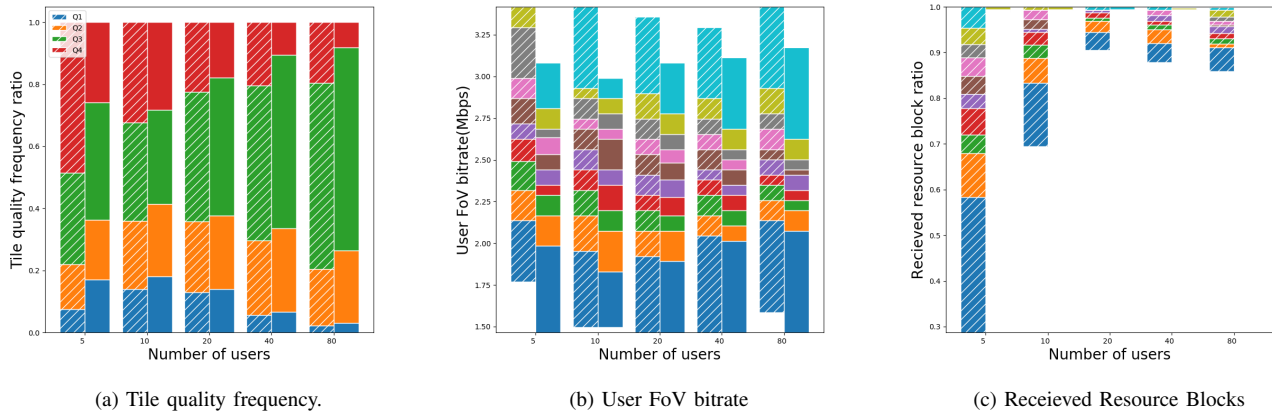 1.0
0.8
0.6
0.4
0.2
0.0
Tile quality frequency ratio
Q1
Q2
Q3
Q4
5 10 20 40 80
Number of users
3.25
3.00
2.75
2.50
2.25
2.00
1.75
1.50
User FoV bitrate(Mbps)
5 10 20 40 80
Number of users
1.0
0.9
0.8
0.7
0.6
0.5
0.4
0.3
Recieved resource block ratio
5 10 20 40 80
Number of users
(a) Tile quality frequency.
(b) User FoV bitrate
(c) Receieved Resource Blocks